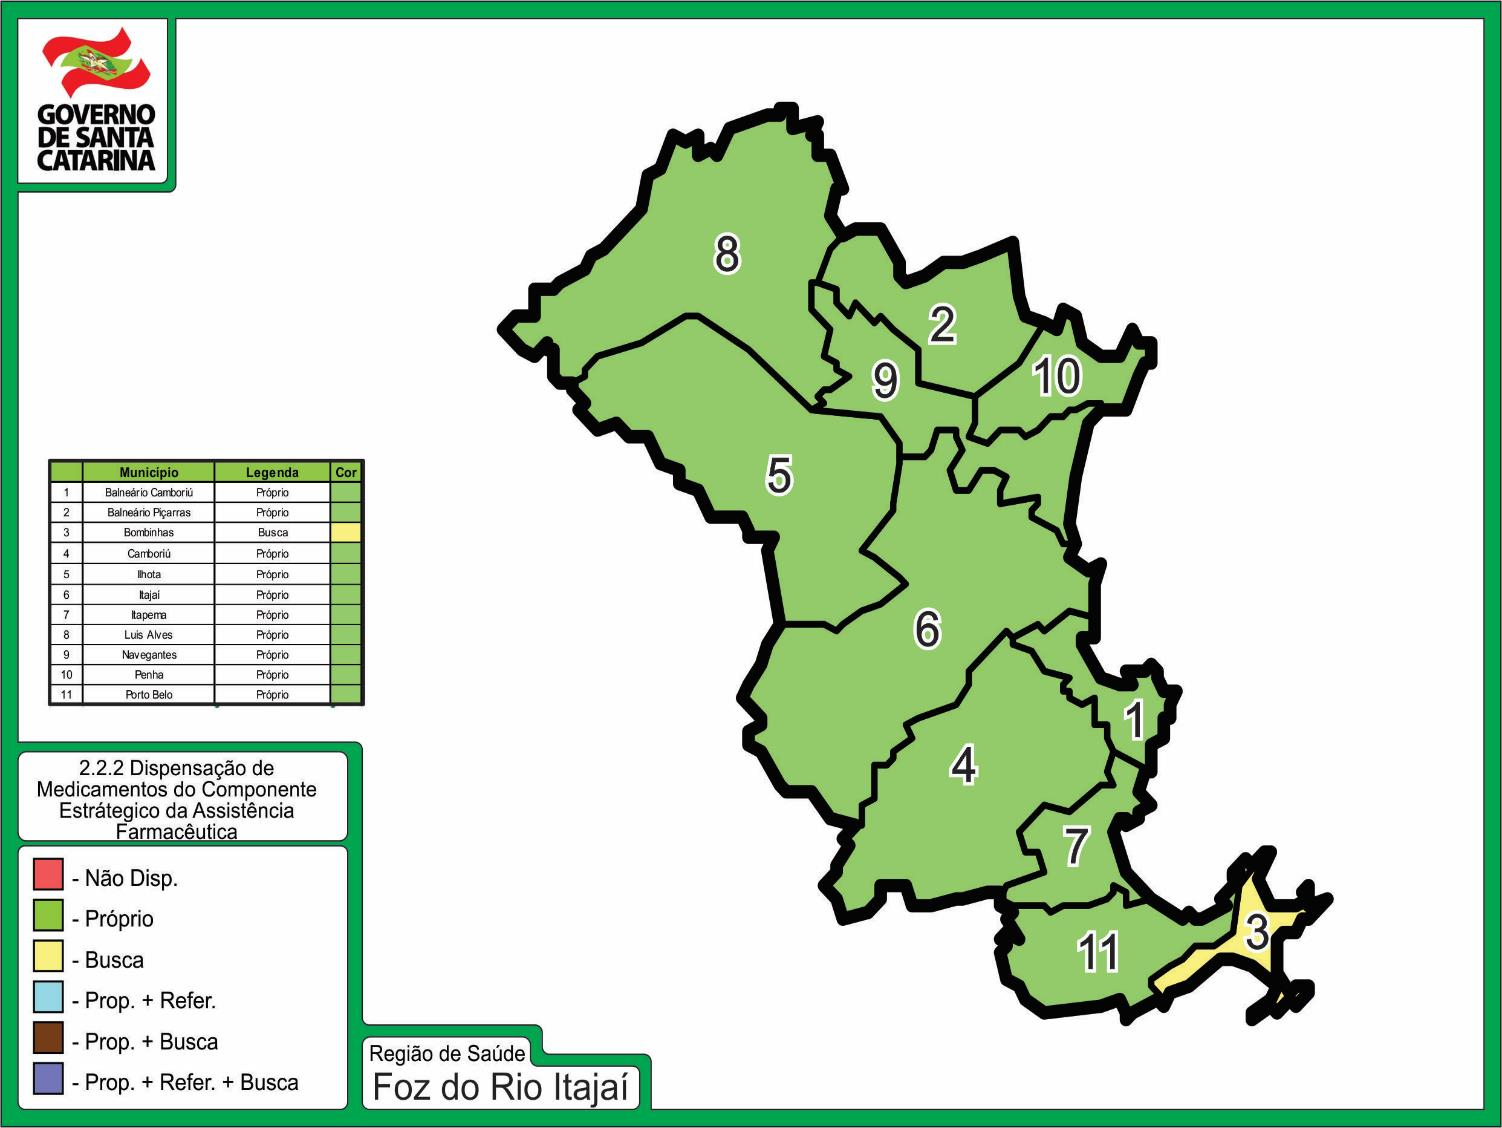 GOVERNO
DE SANTA
CATARINA
8
2
10
9
5
6
1
4
7
3
11
Município Legenda Cor
1 Balneário Camboriú Próprio
2 Balneário Piçarras Próprio
3 Bombinhas Busca
4 Camboriú Próprio
5 Ilhota Próprio
6 Itajaí Próprio
7 Itapema Próprio
8 Luis Alves Próprio
9 Navegantes Próprio
10 Penha Próprio
11 Porto Belo Próprio
2.2.2 Dispensação de
Medicamentos do Componente
Estrátegico da Assistência
Farmacêutica
- Não Disp.
- Próprio
- Busca
- Prop. + Refer.
- Prop. + Busca
- Prop. + Refer. + Busca
Região de Saúde
Foz do Rio Itajaí